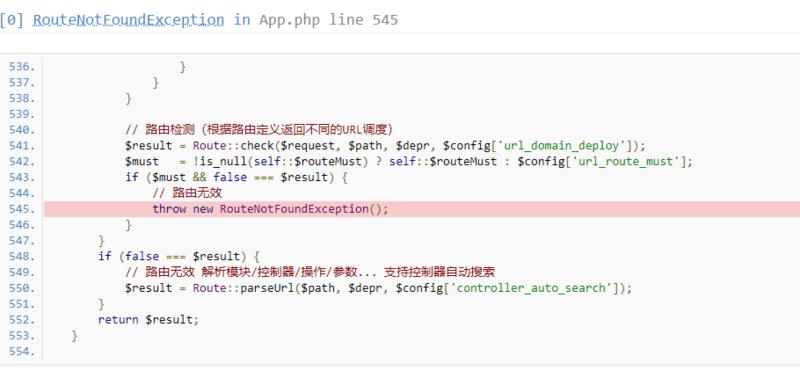 [0] RouteNotFoundException in App.php line 545
536. }
537. }
538. }
539.
540. // 路由检测（根据路由定义返回不同的URL调度）
541. $result = Route::check($request, $path, $depr, $config['url_domain_deploy']);
542. $must   = !is_null(self::$routeMust) ? self::$routeMust : $config['url_route_must'];
543. if ($must && false === $result) {
544. // 路由无效
545. throw new RouteNotFoundException();
546. }
547. }
548. if (false === $result) {
549. // 路由无效 解析模块/控制器/操作/参数... 支持控制器自动搜索
550. $result = Route::parseUrl($path, $depr, $config['controller_auto_search']);
551. }
552. return $result;
553. }
554.